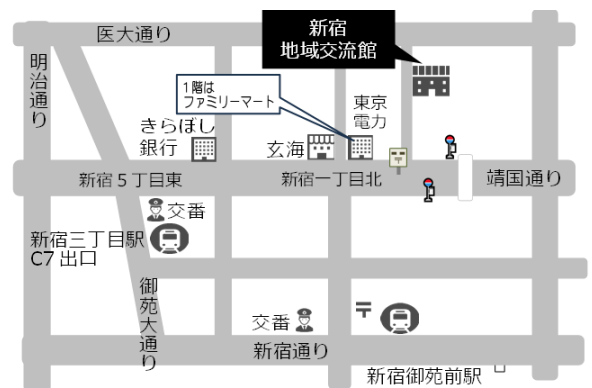 医大通り
新宿
地域交流館
明治通り
1階は
ファミリーマート
東京
電力
きらぼし
銀行
玄海
新宿5丁目東
新宿一丁目北
靖国通り
交番
新宿三丁目駅
C7出口
御苑大通り
交番
〒
新宿通り
新宿御苑前駅